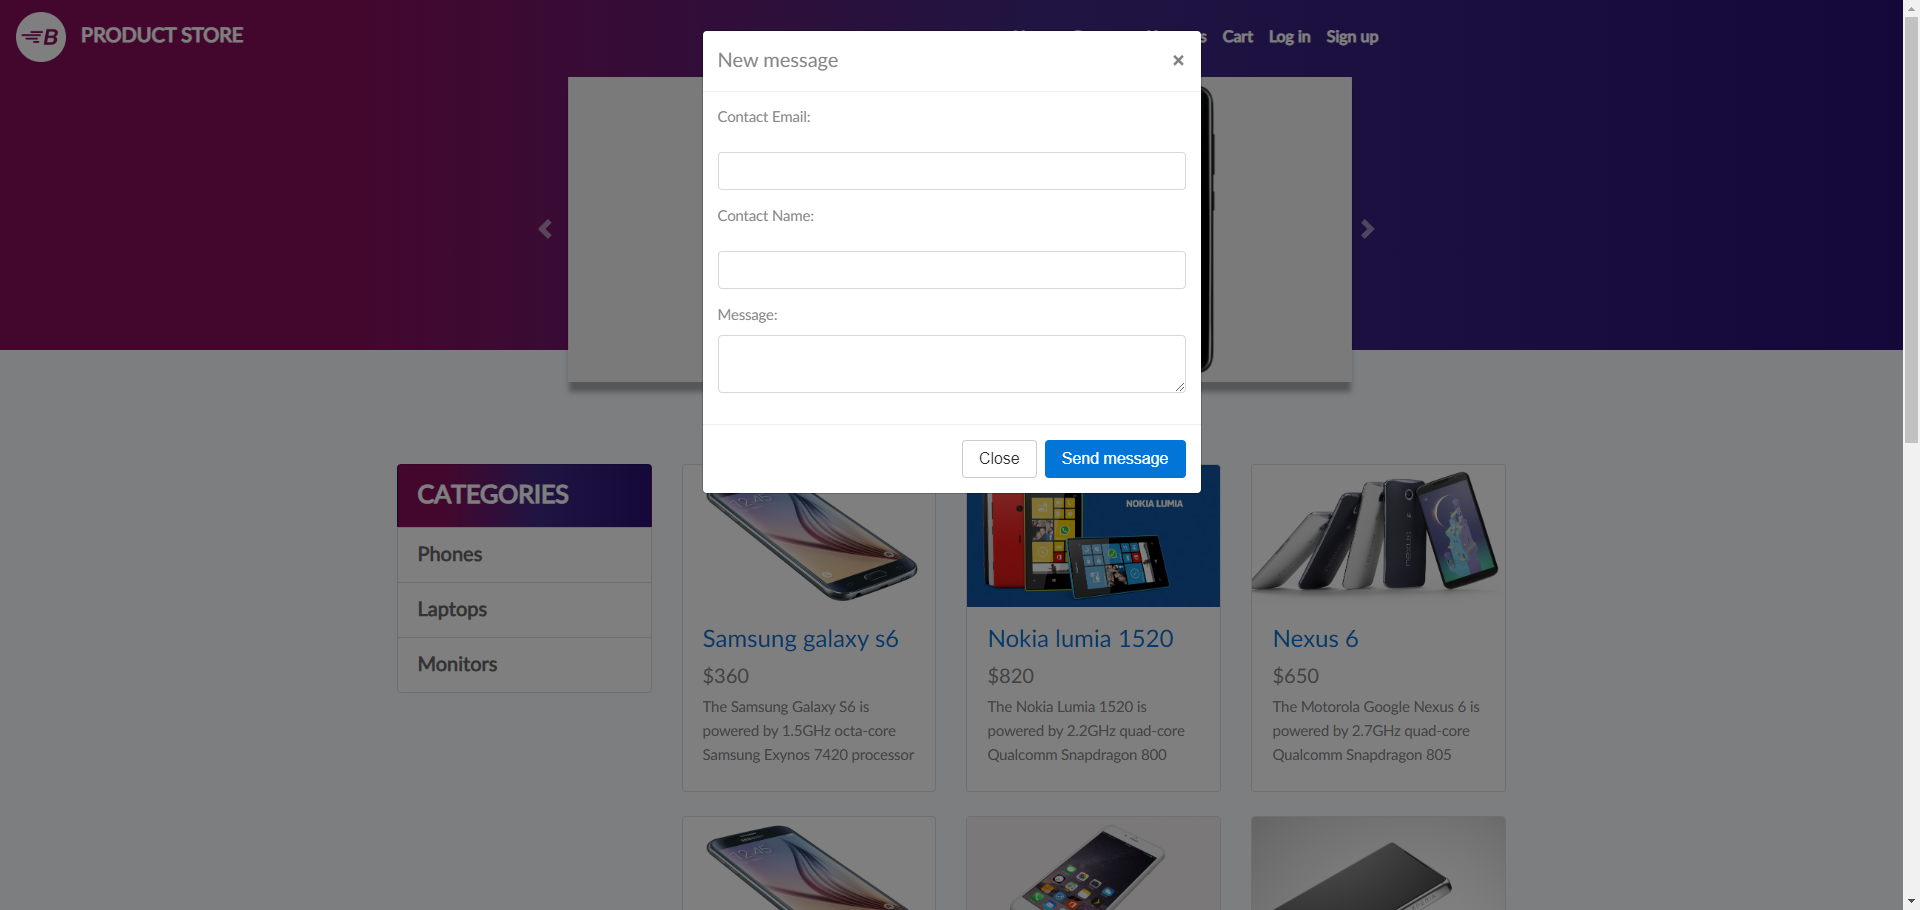 B PRODUCT STORE
Cart Log in Sign up
New message ×
Contact Email:
Contact Name:
Message:
Close Send message
CATEGORIES
Phones
Laptops
Monitors
NOKIA LUMIA
nexus
Samsung galaxy s6
$360
The Samsung Galaxy S6 is
powered by 1.5GHz octa-core
Samsung Exynos 7420 processor
Nokia lumia 1520
$820
The Nokia Lumia 1520 is
powered by 2.2GHz quad-core
Qualcomm Snapdragon 800
Nexus 6
$650
The Motorola Google Nexus 6 is
powered by 2.7GHz quad-core
Qualcomm Snapdragon 805
12:45